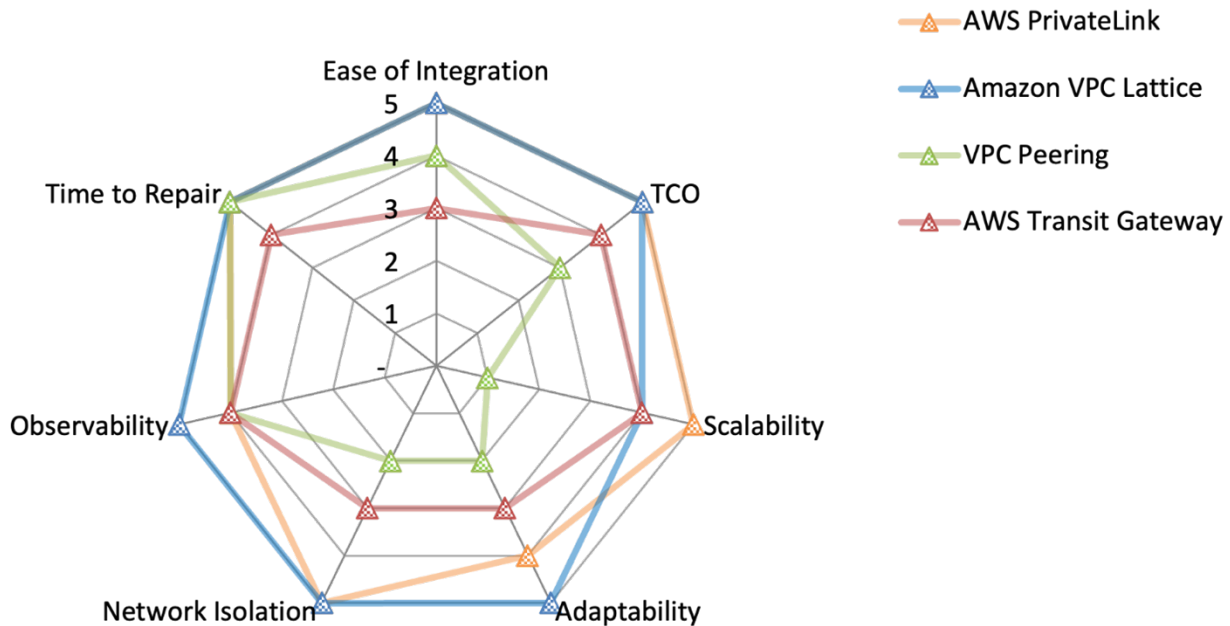 AWS PrivateLink
Amazon VPC Lattice
VPC Peering
AWS Transit Gateway
Ease of Integration
5
4
3
2
1
-
Time to Repair
TCO
Observability
Scalability
Network Isolation
Adaptability